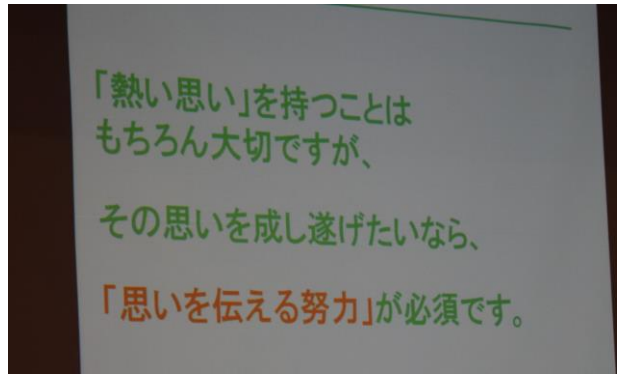 「熱い思い」を持つことは
もちろん大切ですが、
その思いを成し遂げたいなら、
「思いを伝える努力」が必須です。